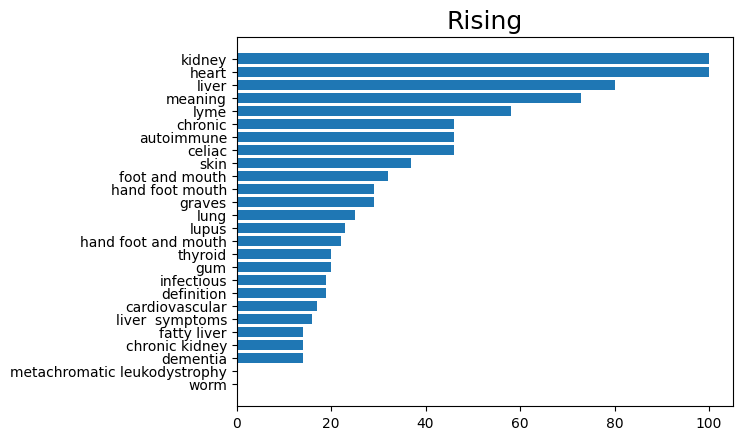 Rising
kidney
heart
liver
meaning
lyme
chronic
autoimmune
celiac
skin
foot and mouth
hand foot mouth
graves
lung
lupus
hand foot and mouth
thyroid
gum
infectious
definition
cardiovascular
liver  symptoms
fatty liver
chronic kidney
dementia
metachromatic leukodystrophy
worm
0 20 40 60 80 100